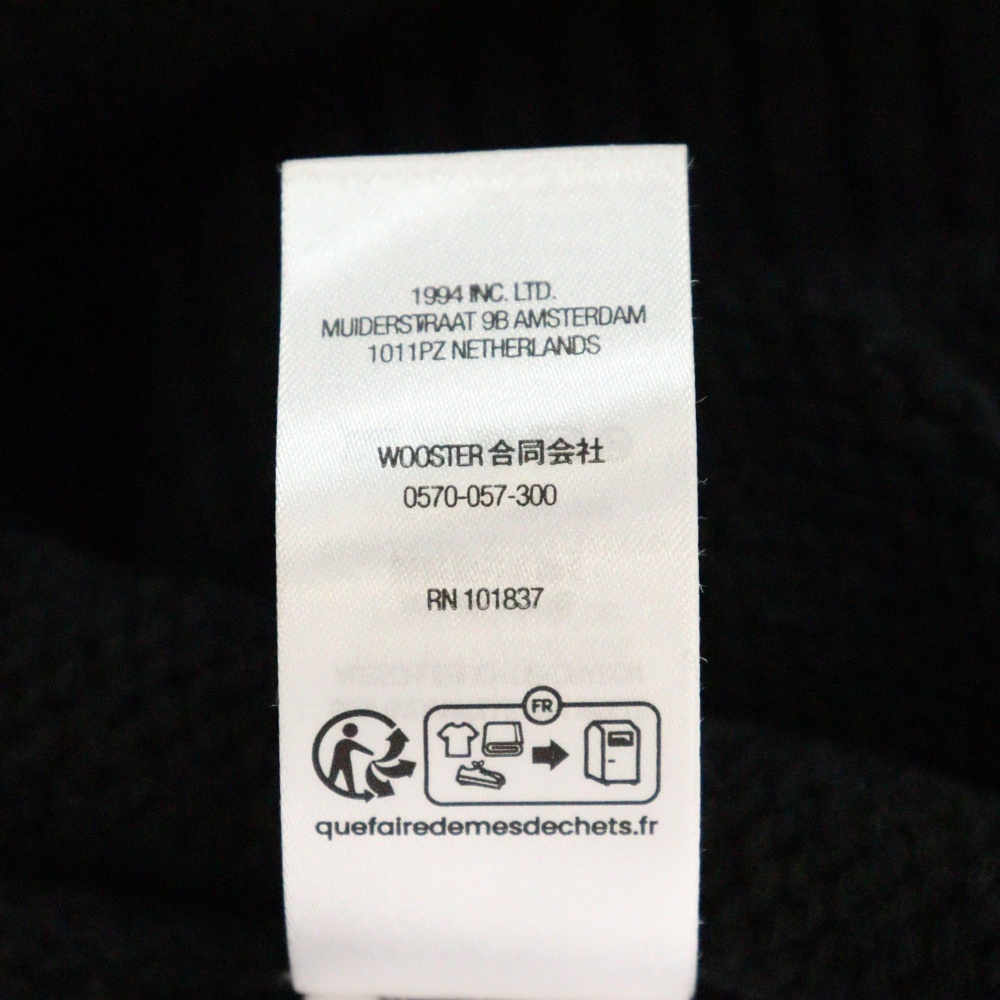 1994 INC. LTD.
MUIDERSTRAAT 9B AMSTERDAM
1011PZ NETHERLANDS
WOOSTER 合同会社
0570-057-300
RN 101837
FR
quefairedemesdechets.fr